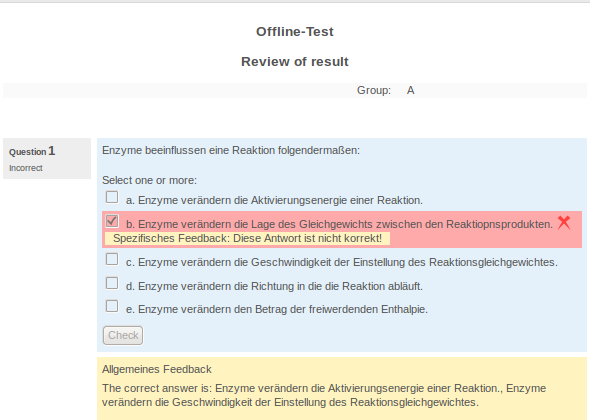 Offline-Test
Review of result
Group: A
Question 1
Incorrect
Enzyme beeinflussen eine Reaktion folgendermaßen:
Select one or more:
a. Enzyme verändern die Aktivierungsenergie einer Reaktion.
b. Enzyme verändern die Lage des Gleichgewichts zwischen den Reaktiopnsprodukten.
Spezifisches Feedback: Diese Antwort ist nicht korrekt!
c. Enzyme verändern die Geschwindigkeit der Einstellung des Reaktionsgleichgewichtes.
d. Enzyme verändern die Richtung in die die Reaktion abläuft.
e. Enzyme verändern den Betrag der freiwerdenden Enthalpie.
Check
Allgemeines Feedback
The correct answer is: Enzyme verändern die Aktivierungsenergie einer Reaktion., Enzyme
verändern die Geschwindigkeit der Einstellung des Reaktionsgleichgewichtes.